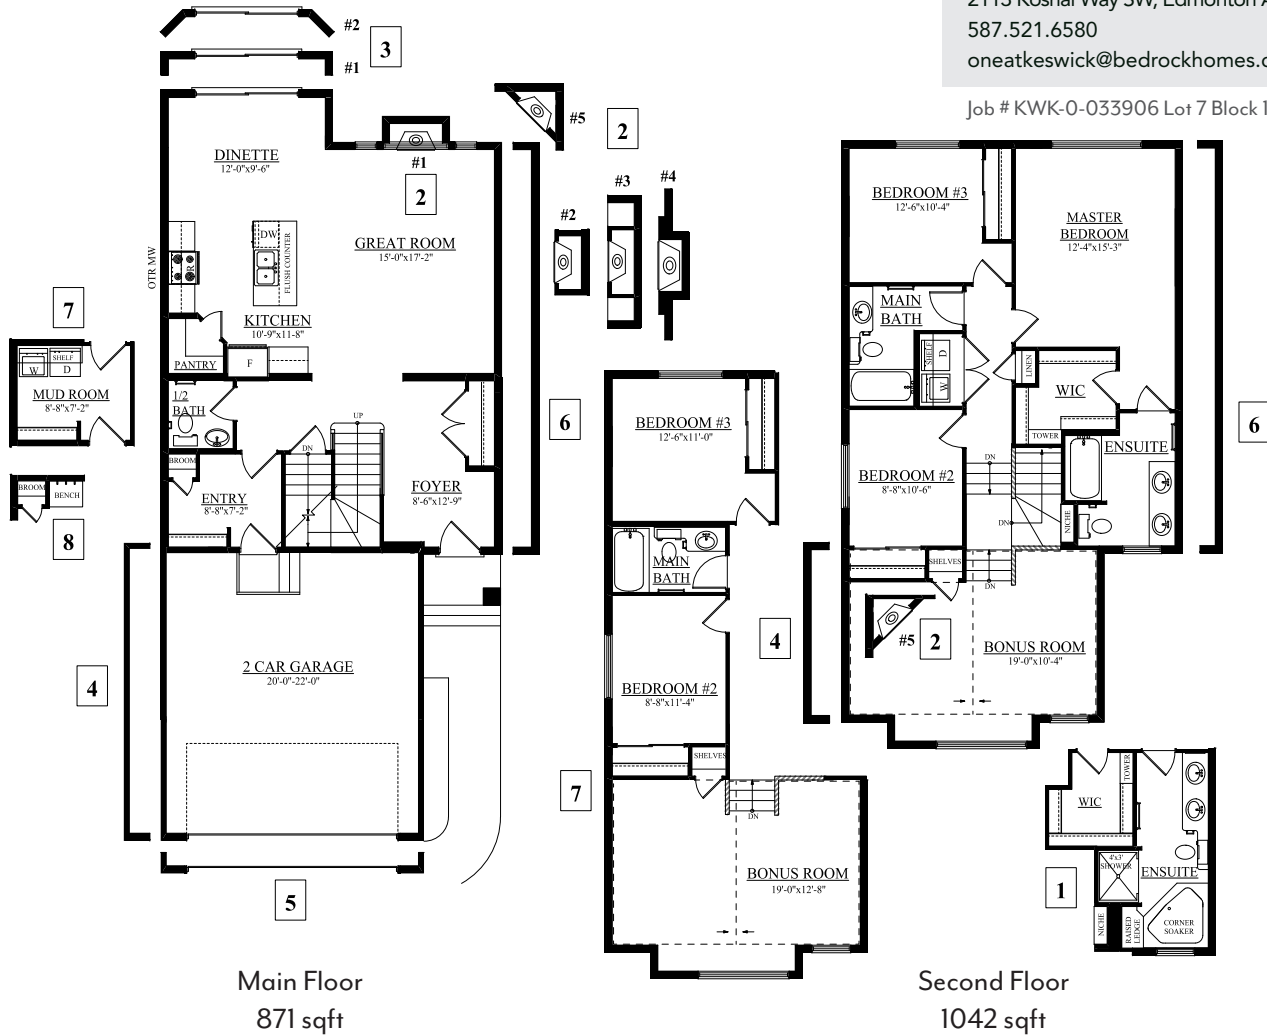 2113 Koshal Way SW, Edmonton
587.521.6580
oneatkeswick@bedrockhomes.c
Job # KWK-0-033906 Lot 7 Block 1
#2
3
#1
DINETTE
12'-0"x9'-6"
#1
2
#5
2
#3
#4
#2
OTR MW
R
DW
FLUSH COUNTER
GREAT ROOM
15'-0"x17'-2"
KITCHEN
10'-9"x11'-8"
PANTRY
F
7
SHELF
W
D
MUD ROOM
8'-8"x7'-2"
1/2
BATH
UP
DN
BROOM
ENTRY
8'-8"x7'-2"
FOYER
8'-6"x12'-9"
6
BROOM
BENCH
8
4
2 CAR GARAGE
20'-0"-22'-0"
5
Main Floor
871 sqft
BEDROOM #3
12'-6"x11'-0"
MAIN
BATH
BEDROOM #2
8'-8"x11'-4"
SHELVES
7
DN
BONUS ROOM
19'-0"x12'-8"
BEDROOM #3
12'-6"x10'-4"
MASTER
BEDROOM
12'-4"x15'-3"
MAIN
BATH
SHELF
D
W
LINEN
WIC
TOWER
ENSUITE
6
BEDROOM #2
8'-8"x10'-6"
DN
DN
NICHE
SHELVES
DN
4
#5
2
BONUS ROOM
19'-0"x10'-4"
TOWER
WIC
4'x3'
SHOWER
ENSUITE
1
NICHE
RAISED
LEDGE
CORNER
SOAKER
Second Floor
1042 sqft